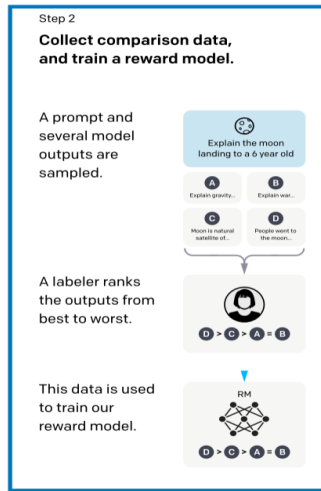 Step 2
Collect comparison data,
and train a reward model.
A prompt and
several model
outputs are
sampled.
Explain the moon
landing to a 6 year old
A
Explain gravity...
B
Explain war...
C
Moon is natural
satellite of...
D
People went to
the moon...
A labeler ranks
the outputs from
best to worst.
D > C > A = B
This data is used
to train our
reward model.
RM
D > C > A = B